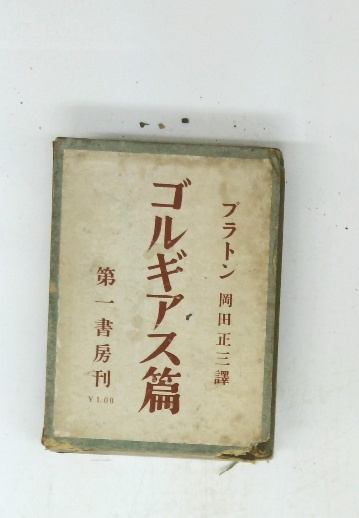 プラトン 岡田正三譯
ゴルギアス篇
第一書房刊
¥1.00